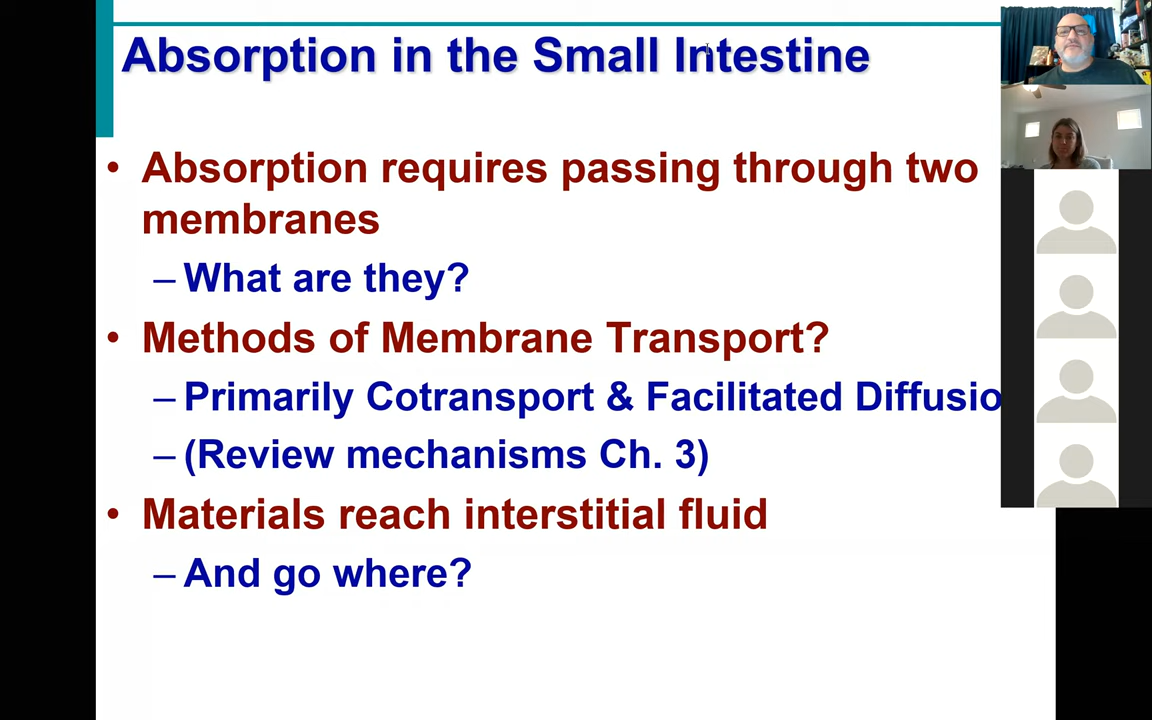 Absorption in the Small Intestine
• Absorption requires passing through two
membranes
– What are they?
• Methods of Membrane Transport?
– Primarily Cotransport & Facilitated Diffusio
– (Review mechanisms Ch. 3)
• Materials reach interstitial fluid
– And go where?